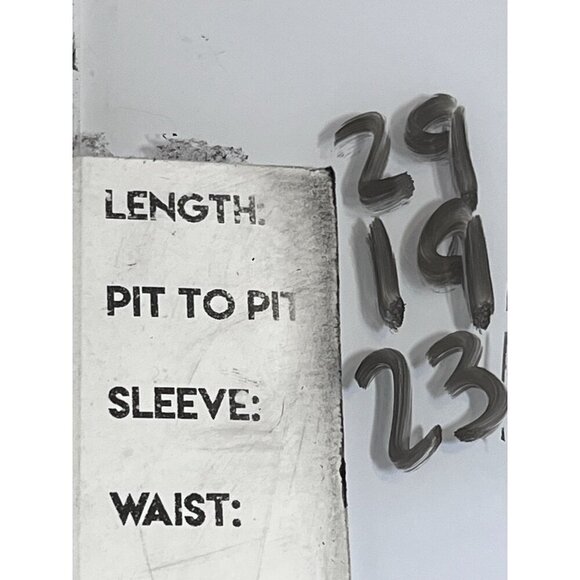 LENGTH: 29
PIT TO PIT 19
SLEEVE: 23
WAIST: